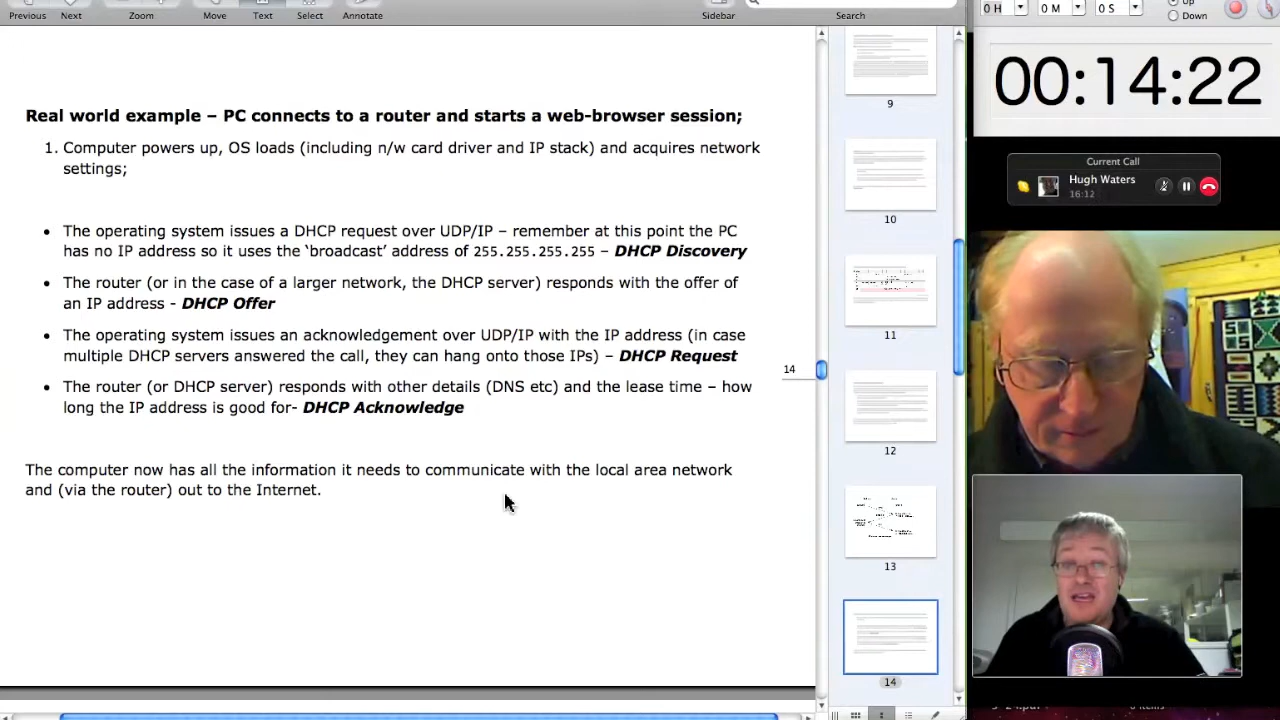 Previous Next Zoom Move Text Select Annotate Sidebar Search
0 H 0 M 0 S Up
Down
00:14:22
Current Call
Hugh Waters
16:12
Real world example – PC connects to a router and starts a web-browser session;
1. Computer powers up, OS loads (including n/w card driver and IP stack) and acquires network
settings;
• The operating system issues a DHCP request over UDP/IP – remember at this point the PC
has no IP address so it uses the ‘broadcast’ address of 255.255.255.255 – DHCP Discovery
• The router (or in the case of a larger network, the DHCP server) responds with the offer of
an IP address - DHCP Offer
• The operating system issues an acknowledgement over UDP/IP with the IP address (in case
multiple DHCP servers answered the call, they can hang onto those IPs) – DHCP Request
• The router (or DHCP server) responds with other details (DNS etc) and the lease time – how
long the IP address is good for- DHCP Acknowledge
The computer now has all the information it needs to communicate with the local area network
and (via the router) out to the Internet.
14
9
10
11
12
13
14